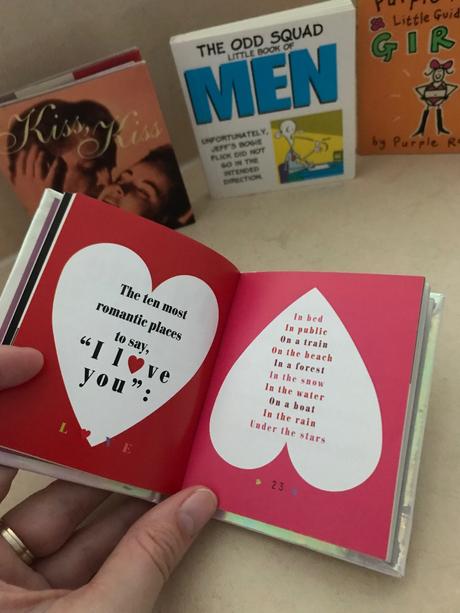 Kiss, Kiss
THE ODD SQUAD
LITTLE BOOK OF
MEN
UNFORTUNATELY,
JEFF'S BOGIE
FLICK DID NOT
GO IN THE
INTENDED
DIRECTION.
Little Guid
GIR
by Purple
The ten most
romantic places
to say,
"I l♥ve
you":
L ♥ V E
In bed
In public
On a train
On the beach
In a forest
In the snow
In the water
On a boat
In the rain
Under the stars
♥ 23 ♥